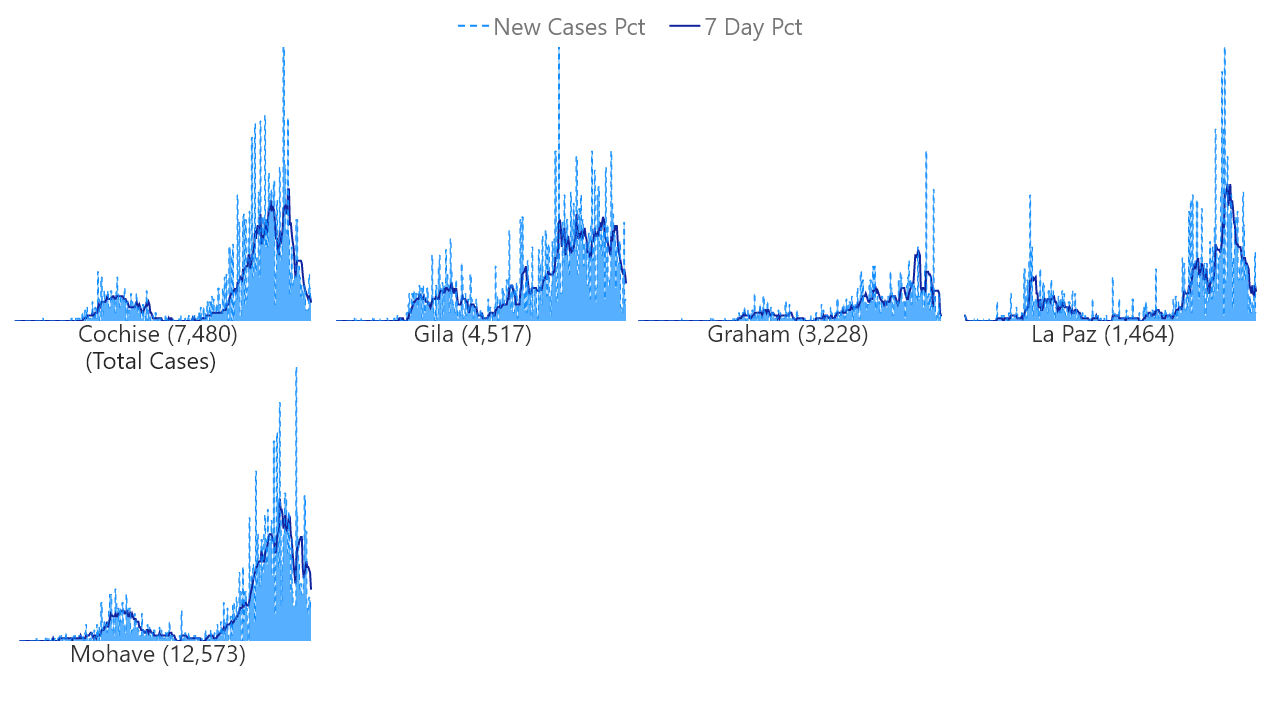 New Cases Pct 7 Day Pct
Cochise (7,480)
(Total Cases)
Gila (4,517)
Graham (3,228)
La Paz (1,464)
Mohave (12,573)